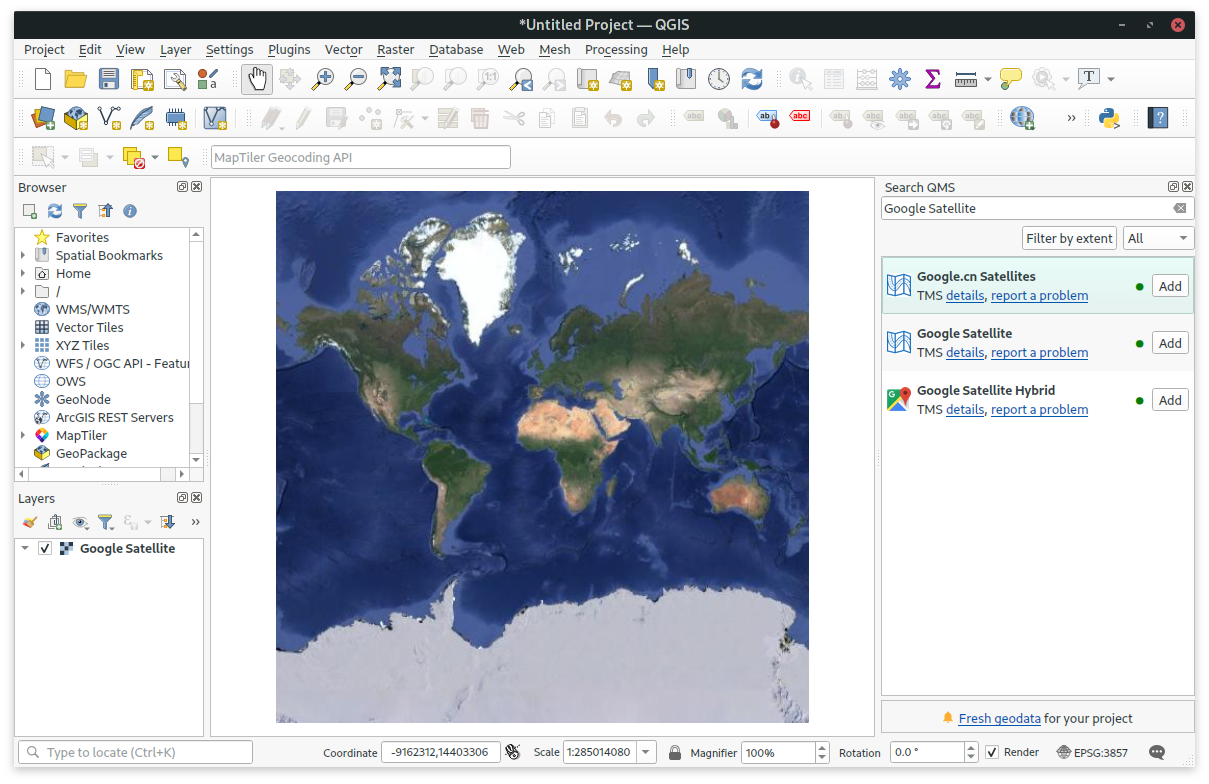 *Untitled Project — QGIS
Project Edit View Layer Settings Plugins Vector Raster Database Web Mesh Processing Help
MapTiler Geocoding API
Browser
Favorites
Spatial Bookmarks
Home
/
WMS/WMTS
Vector Tiles
XYZ Tiles
WFS / OGC API - Featur
OWS
GeoNode
ArcGIS REST Servers
MapTiler
GeoPackage
Layers
Google Satellite
Search QMS
Google Satellite
Filter by extent All
Google.cn Satellites
TMS details, report a problem Add
Google Satellite
TMS details, report a problem Add
Google Satellite Hybrid
TMS details, report a problem Add
Fresh geodata for your project
Type to locate (Ctrl+K) Coordinate -9162312,14403306 Scale 1:285014080 Magnifier 100% Rotation 0.0 ° Render EPSG:3857